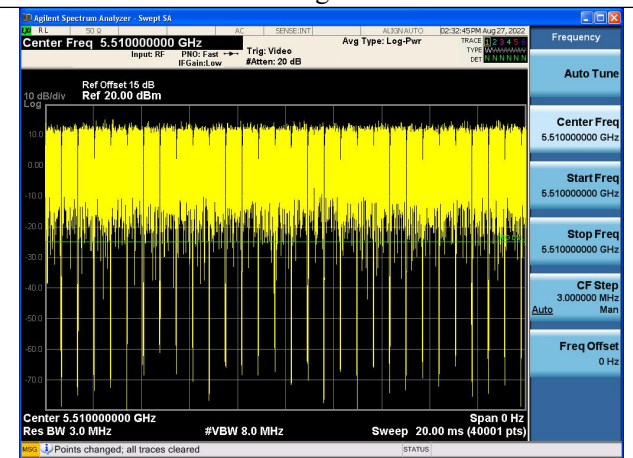 Agilent Spectrum Analyzer - Swept SA
RL 50 Ω AC SENSE:INT ALIGNAUTO 02:32:45PM Aug 27, 2022
Center Freq 5.510000000 GHz
Input: RF PNO: Fast Trig: Video Avg Type: Log-Pwr TRACE 1 2 3 4 5 6
IFGain:Low #Atten: 20 dB TYPE
DET N N N N N N
Ref Offset 15 dB
10 dB/div Ref 20.00 dBm
Log
10.0
0.00
-10.0
-20.0
-30.0
-40.0
-50.0
-60.0
-70.0
Center 5.510000000 GHz Span 0 Hz
Res BW 3.0 MHz #VBW 8.0 MHz Sweep 20.00 ms (40001 pts)
MSG Points changed; all traces cleared STATUS
Frequency
Auto Tune
Center Freq
5.510000000 GHz
Start Freq
5.510000000 GHz
Stop Freq
5.510000000 GHz
CF Step
3.000000 MHz
Auto Man
Freq Offset
0 Hz